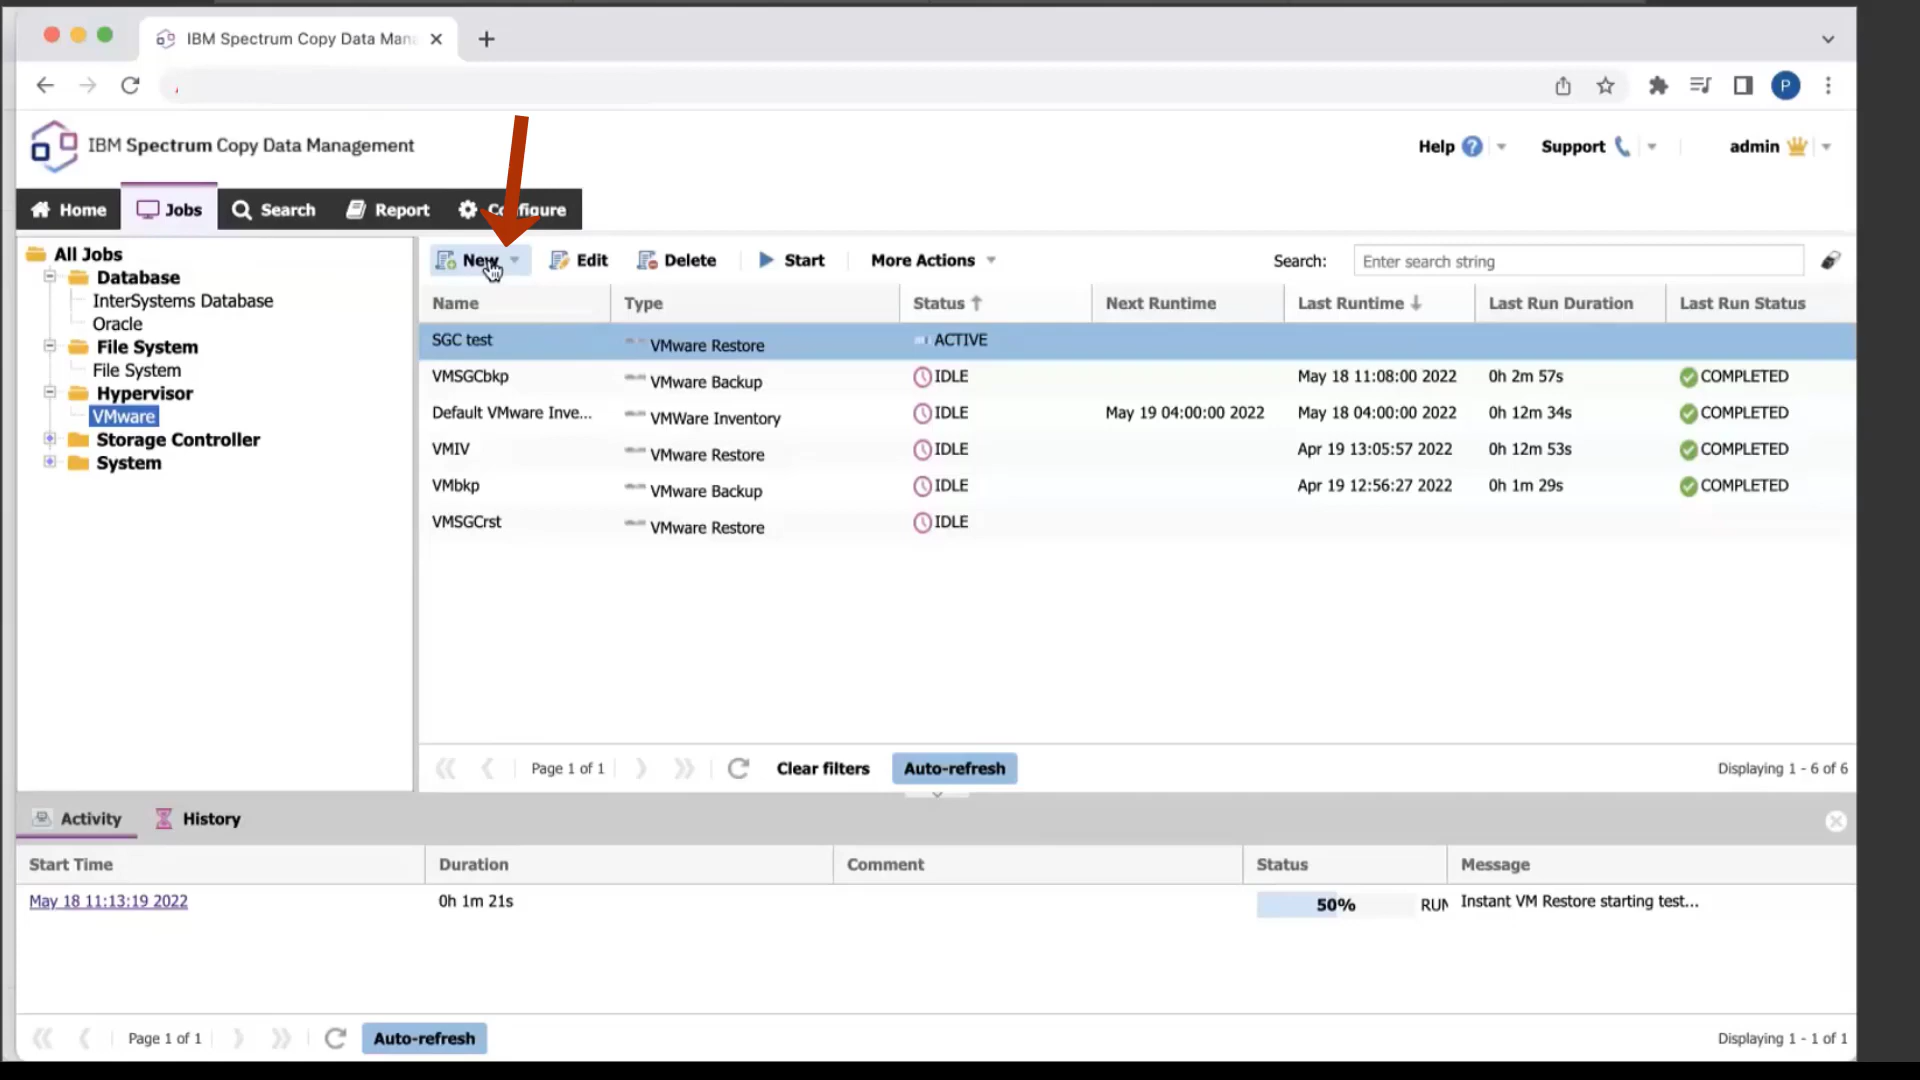 IBM Spectrum Copy Data Man
IBM Spectrum Copy Data Management
Help ?
Support
admin
P
Home
Jobs
Search
Report
Configure
All Jobs
Database
InterSystems Database
Oracle
File System
File System
Hypervisor
VMware
Storage Controller
System
New
Edit
Delete
Start
More Actions
Search:
Enter search string
Name Type Status Next Runtime Last Runtime Last Run Duration Last Run Status
SGC test VMware Restore ACTIVE
VMSGCbkp VMware Backup IDLE May 18 11:08:00 2022 0h 2m 57s COMPLETED
Default VMware Inve... VMWare Inventory IDLE May 19 04:00:00 2022 May 18 04:00:00 2022 0h 12m 34s COMPLETED
VMIV VMware Restore IDLE Apr 19 13:05:57 2022 0h 12m 53s COMPLETED
VMbkp VMware Backup IDLE Apr 19 12:56:27 2022 0h 1m 29s COMPLETED
VMSGCrst VMware Restore IDLE
Page 1 of 1
Clear filters
Auto-refresh
Displaying 1 - 6 of 6
Activity
History
Start Time Duration Comment Status Message
May 18 11:13:19 2022 0h 1m 21s 50% RUN Instant VM Restore starting test...
Page 1 of 1
Auto-refresh
Displaying 1 - 1 of 1